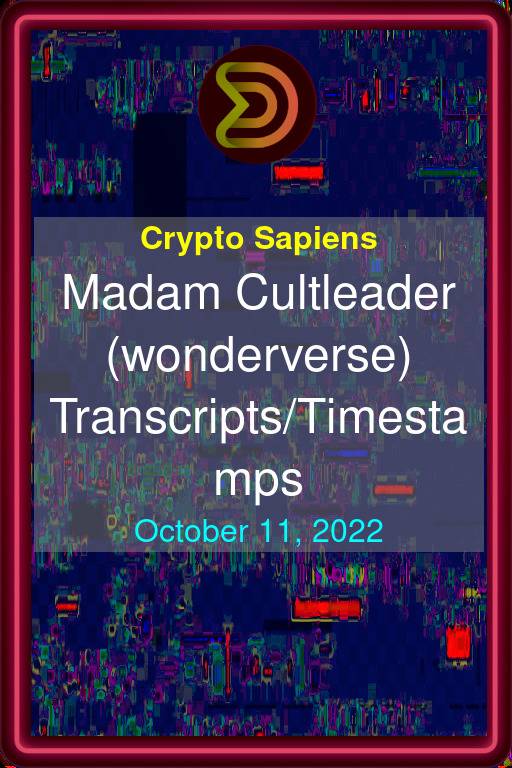 Crypto Sapiens
Madam Cultleader
(wonderverse)
Transcripts/Timesta
mps
October 11, 2022